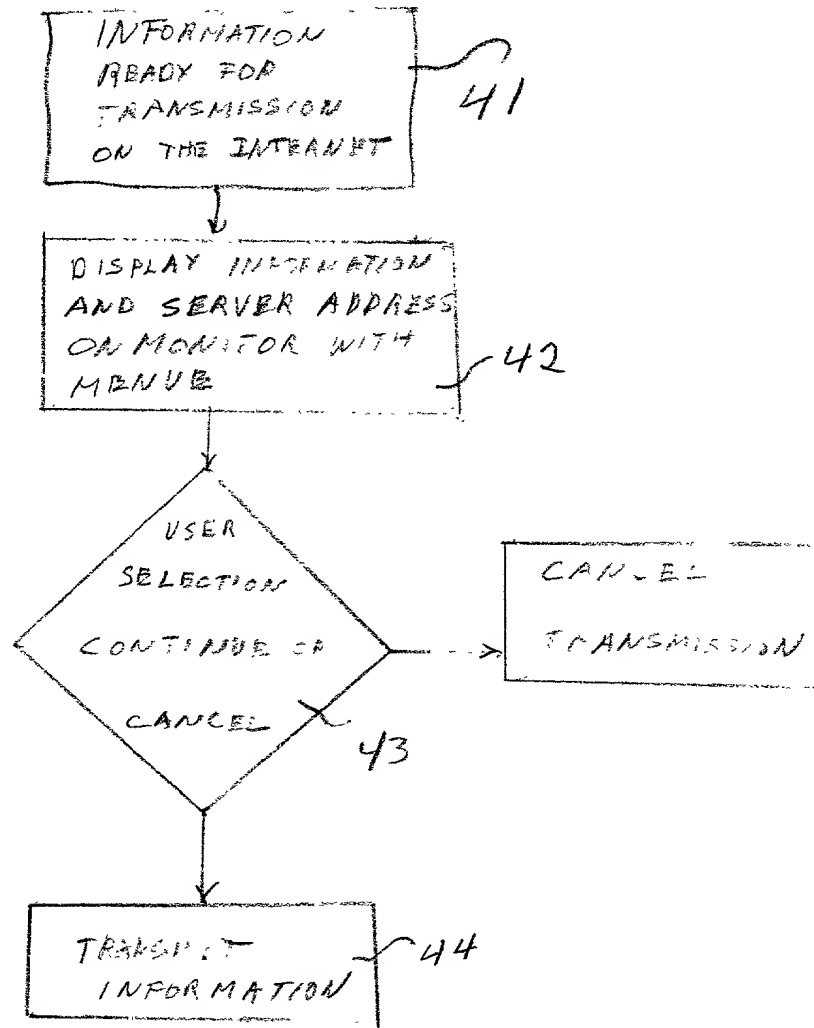 INFORMATION
READY FOR
TRANSMISSION
ON THE INTERNET
41
DISPLAY
AND SERVER ADDRESS
ON MONITOR WITH
MENUE
42
USER
SELECTION
CONTINUE OR
CANCEL
43
CANCEL
TRANSMISSION
TRANSMIT
INFORMATION
44